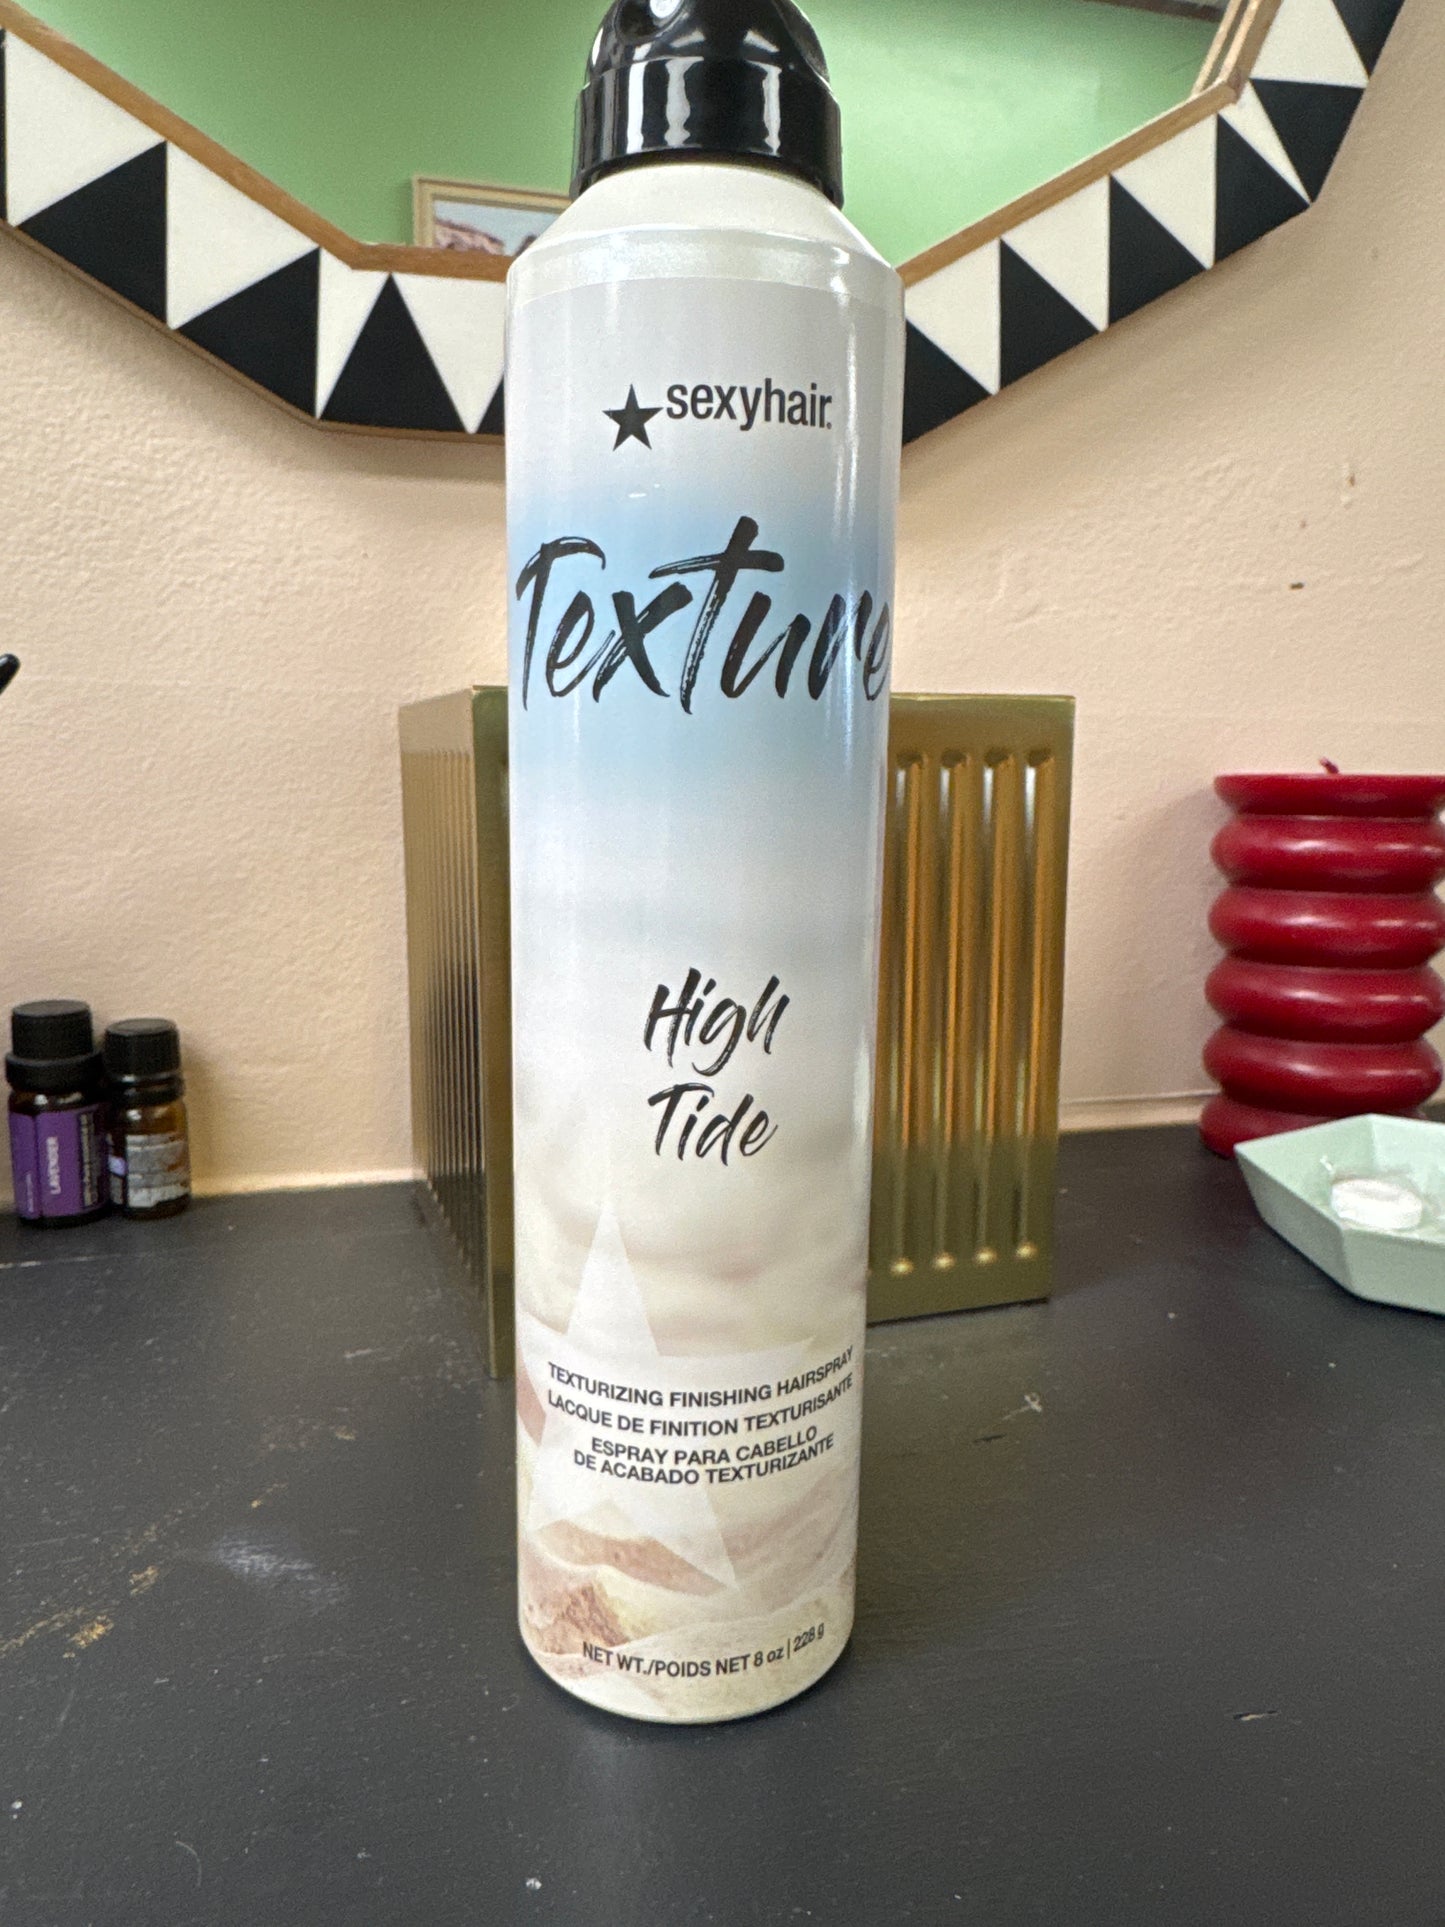 sexyhair.
Texture
High
Tide
TEXTURIZING FINISHING HAIRSPRAY
LACQUE DE FINITION TEXTURISANTE
ESPRAY PARA CABELLO
DE ACABADO TEXTURIZANTE
NET WT./POIDS NET 8 oz | 228 g
LAVENDER